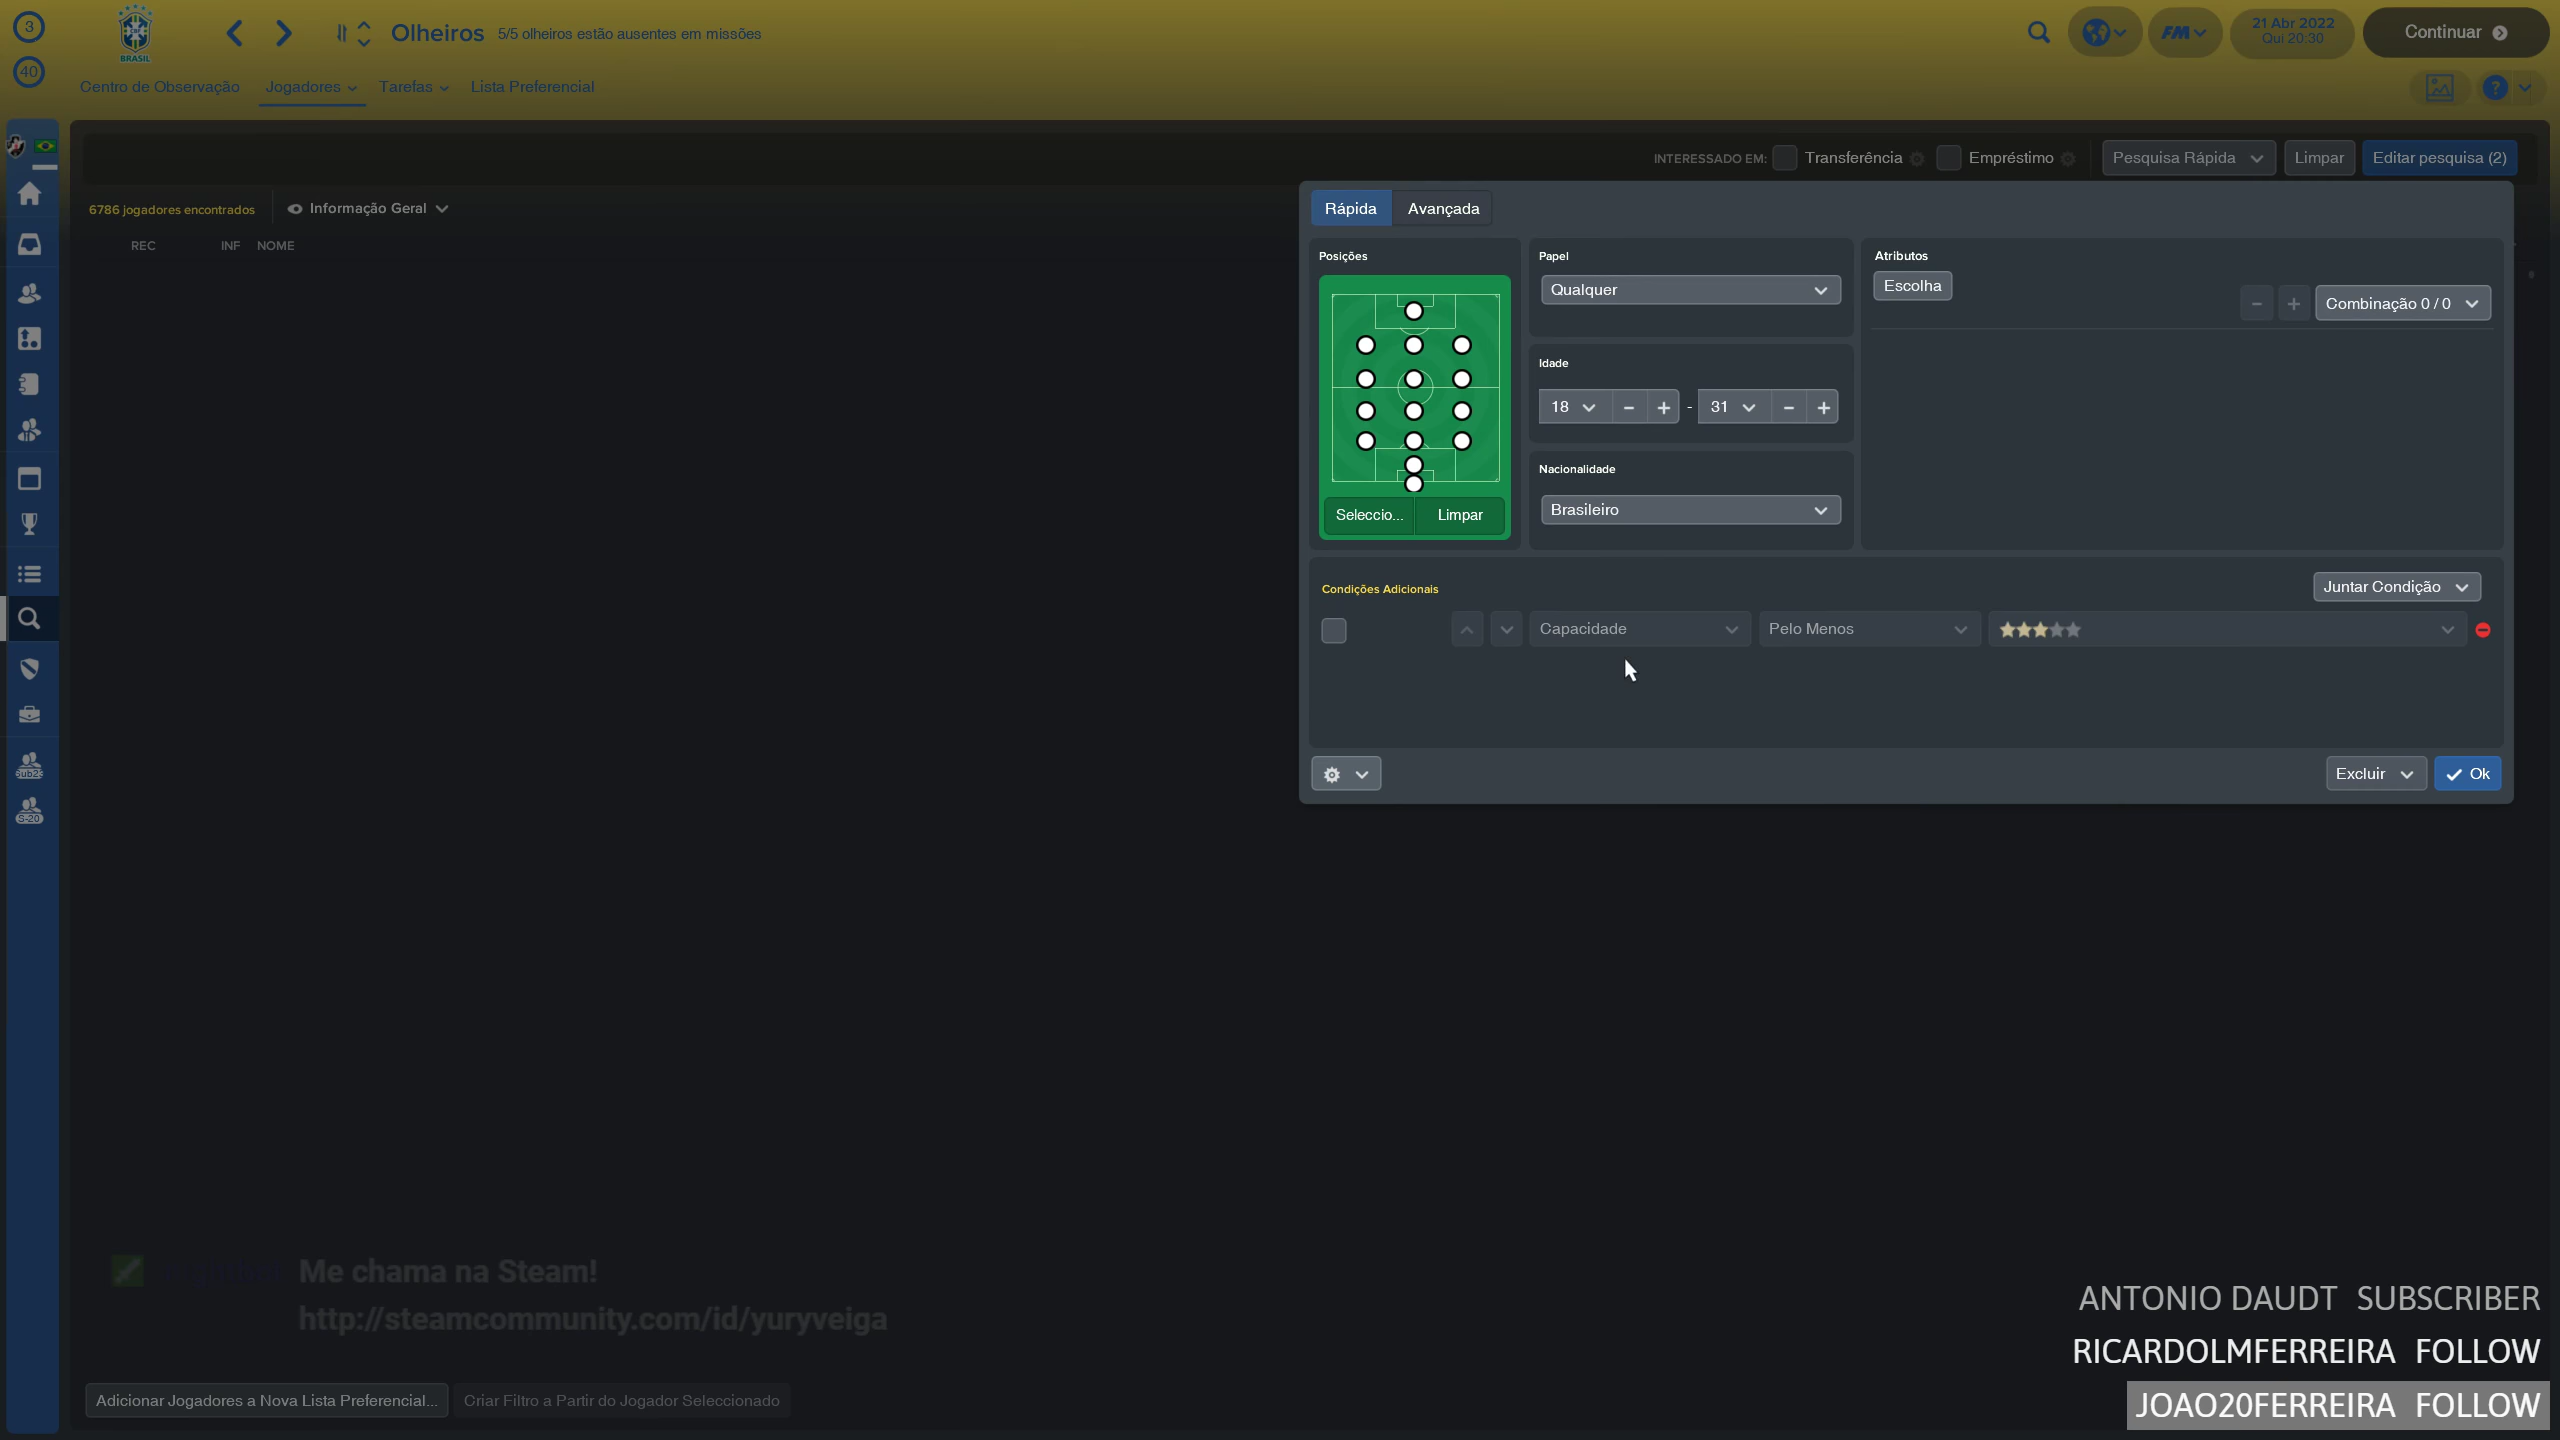 3
40
BRASIL
Olheiros 5/5 olheiros estão ausentes em missões
FM
21 Abr 2022
Qui 20:30
Continuar
Centro de Observação Jogadores Tarefas Lista Preferencial
?
INTERESSADO EM: Transferência Empréstimo Pesquisa Rápida Limpar Editar pesquisa (2)
6786 jogadores encontrados Informação Geral
REC INF NOME
Rápida Avançada
Posições
Seleccio... Limpar
Papel
Qualquer
Idade
18 - + - 31 - +
Nacionalidade
Brasileiro
Atributos
Escolha
- + Combinação 0 / 0
Condições Adicionais
Juntar Condição
Capacidade Pelo Menos
Excluir Ok
Sub23
S-20
Me chama na Steam!
http://steamcommunity.com/id/yuryveiga
Adicionar Jogadores a Nova Lista Preferencial... Criar Filtro a Partir do Jogador Seleccionado
ANTONIO DAUDT SUBSCRIBER
RICARDOLMFERREIRA FOLLOW
JOAO20FERREIRA FOLLOW